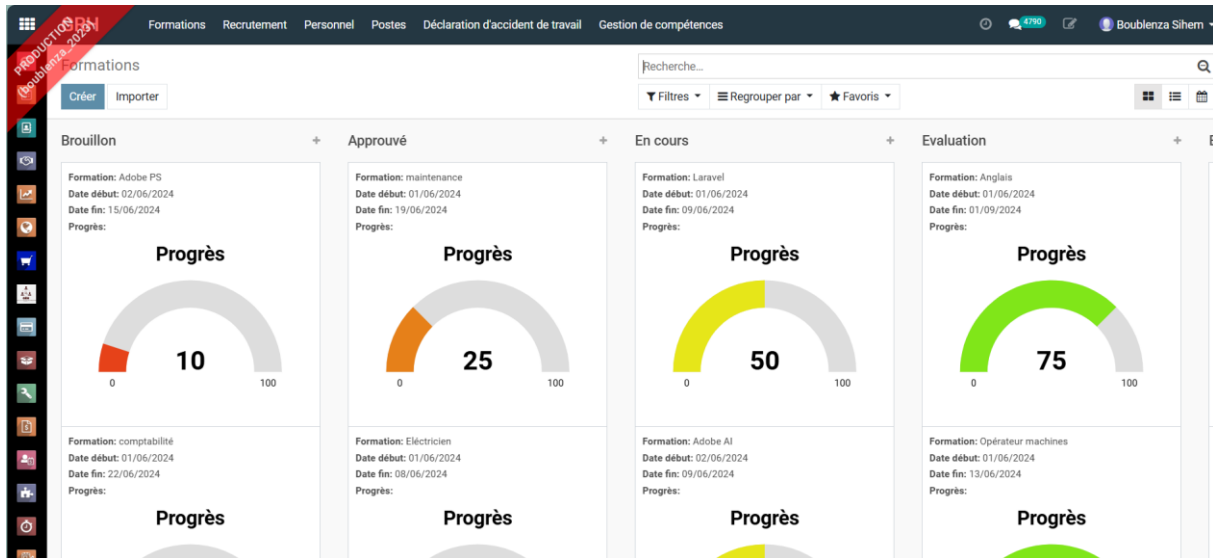 GRH Formations Recrutement Personnel Postes Déclaration d'accident de travail Gestion de compétences 4790 Boublenza Sihem
PRODUCTION
(boublenza_2023)
Formations
Recherche...
Créer Importer
Filtres Regrouper par Favoris
Brouillon + Approuvé + En cours + Evaluation +
Formation: Adobe PS
Date début: 02/06/2024
Date fin: 15/06/2024
Progrès:
Progrès
10
0 100
Formation: maintenance
Date début: 01/06/2024
Date fin: 19/06/2024
Progrès:
Progrès
25
0 100
Formation: Laravel
Date début: 01/06/2024
Date fin: 09/06/2024
Progrès:
Progrès
50
0 100
Formation: Anglais
Date début: 01/06/2024
Date fin: 01/09/2024
Progrès:
Progrès
75
0 100
Formation: comptabilité
Date début: 01/06/2024
Date fin: 22/06/2024
Progrès:
Progrès
Formation: Eléctricien
Date début: 01/06/2024
Date fin: 08/06/2024
Progrès:
Progrès
Formation: Adobe AI
Date début: 02/06/2024
Date fin: 09/06/2024
Progrès:
Progrès
Formation: Opérateur machines
Date début: 01/06/2024
Date fin: 13/06/2024
Progrès:
Progrès